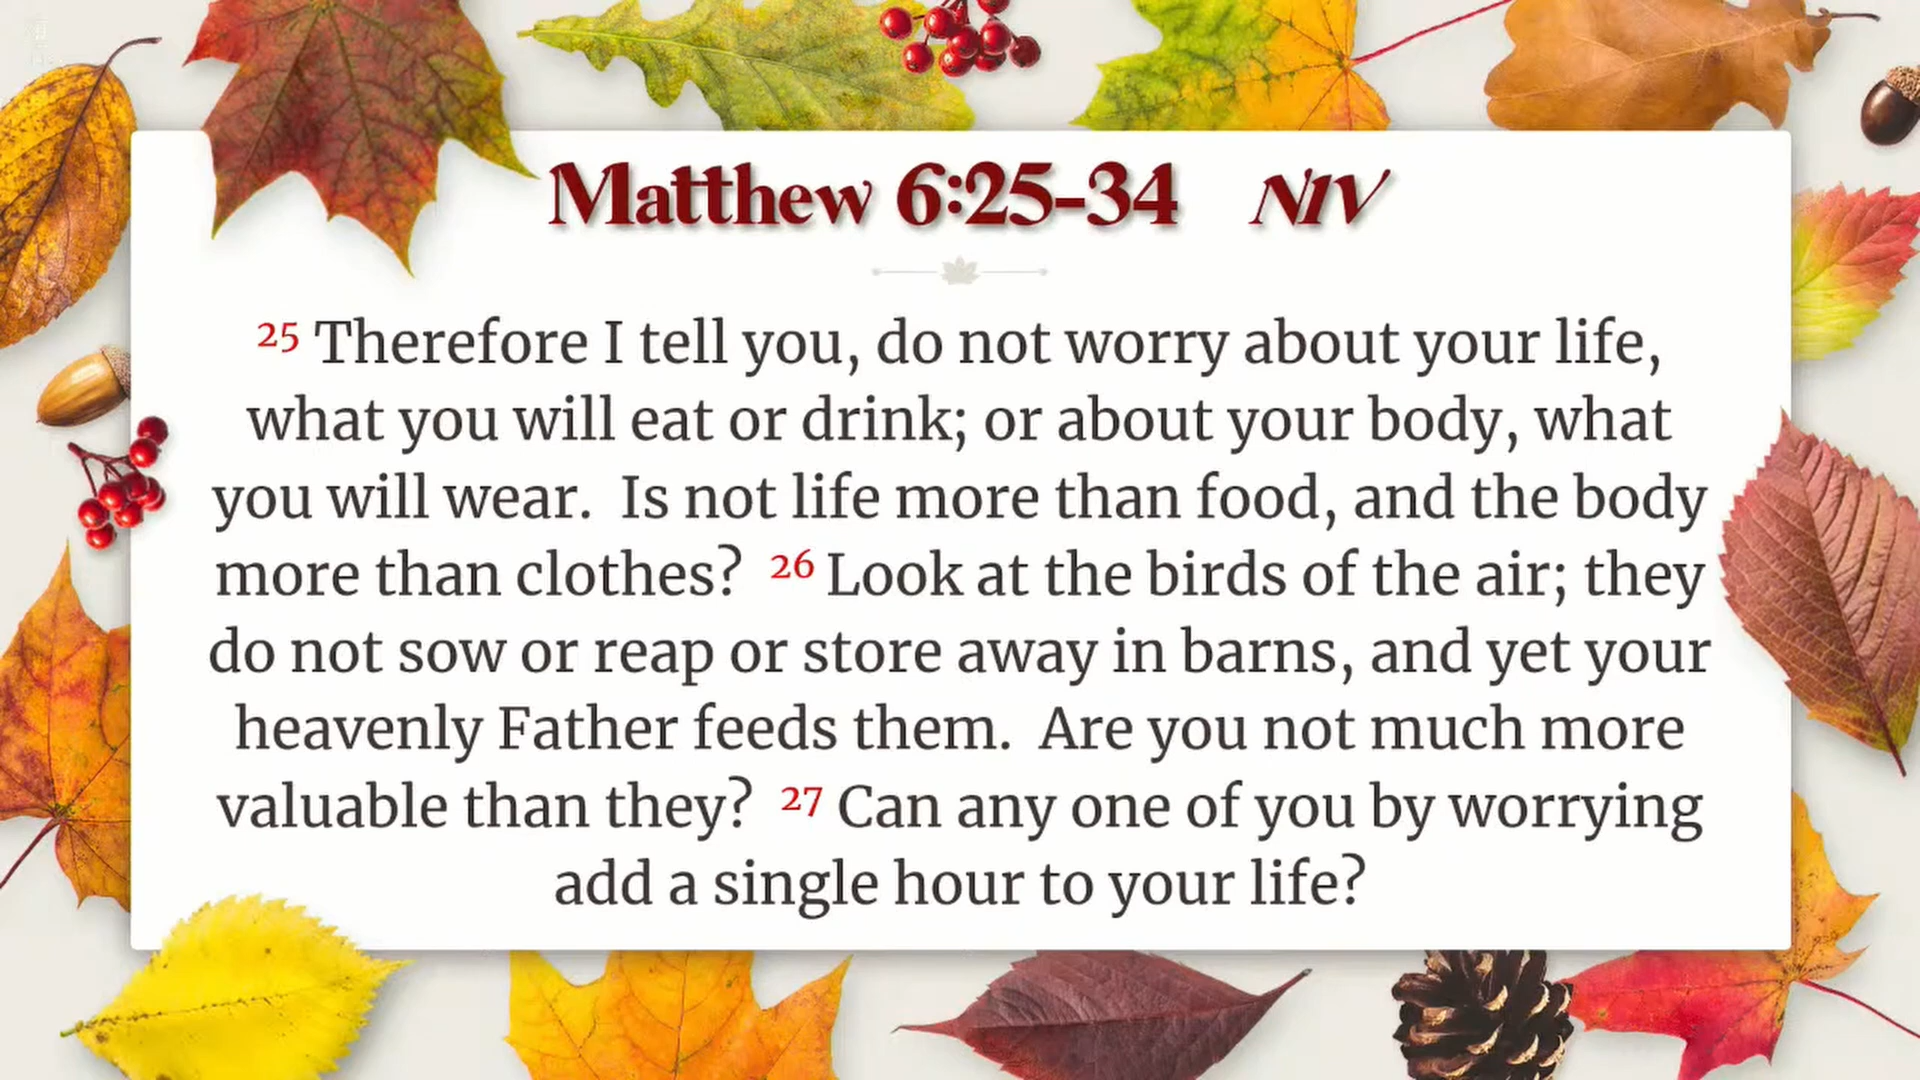 Matthew 6:25-34 NIV
25 Therefore I tell you, do not worry about your life,
what you will eat or drink; or about your body, what
you will wear. Is not life more than food, and the body
more than clothes? 26 Look at the birds of the air; they
do not sow or reap or store away in barns, and yet your
heavenly Father feeds them. Are you not much more
valuable than they? 27 Can any one of you by worrying
add a single hour to your life?